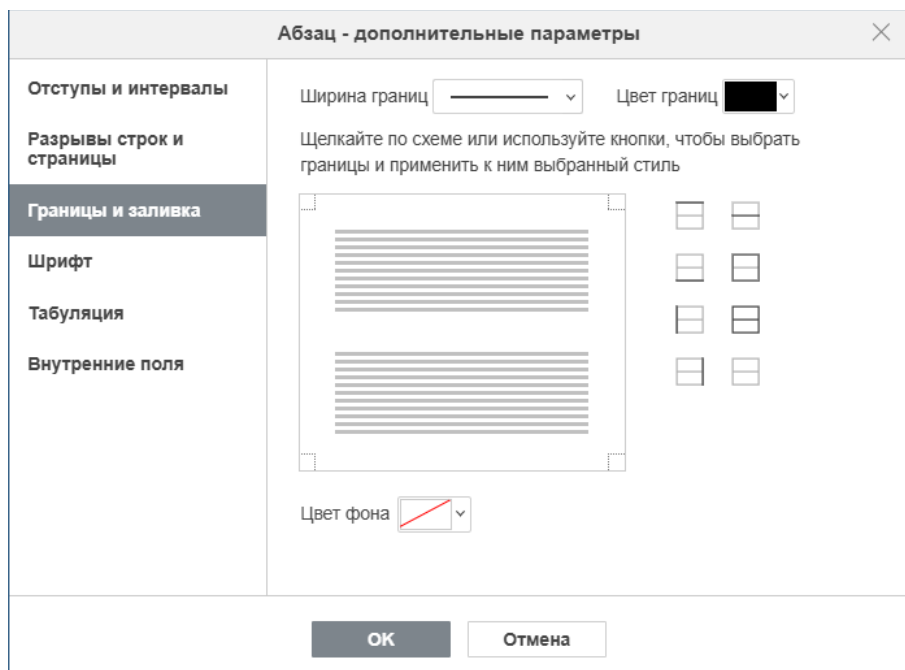 Абзац - дополнительные параметры
Отступы и интервалы
Разрывы строк и
страницы
Границы и заливка
Шрифт
Табуляция
Внутренние поля
Ширина границ
Цвет границ
Щелкайте по схеме или используйте кнопки, чтобы выбрать
границы и применить к ним выбранный стиль
Цвет фона
OK
Отмена